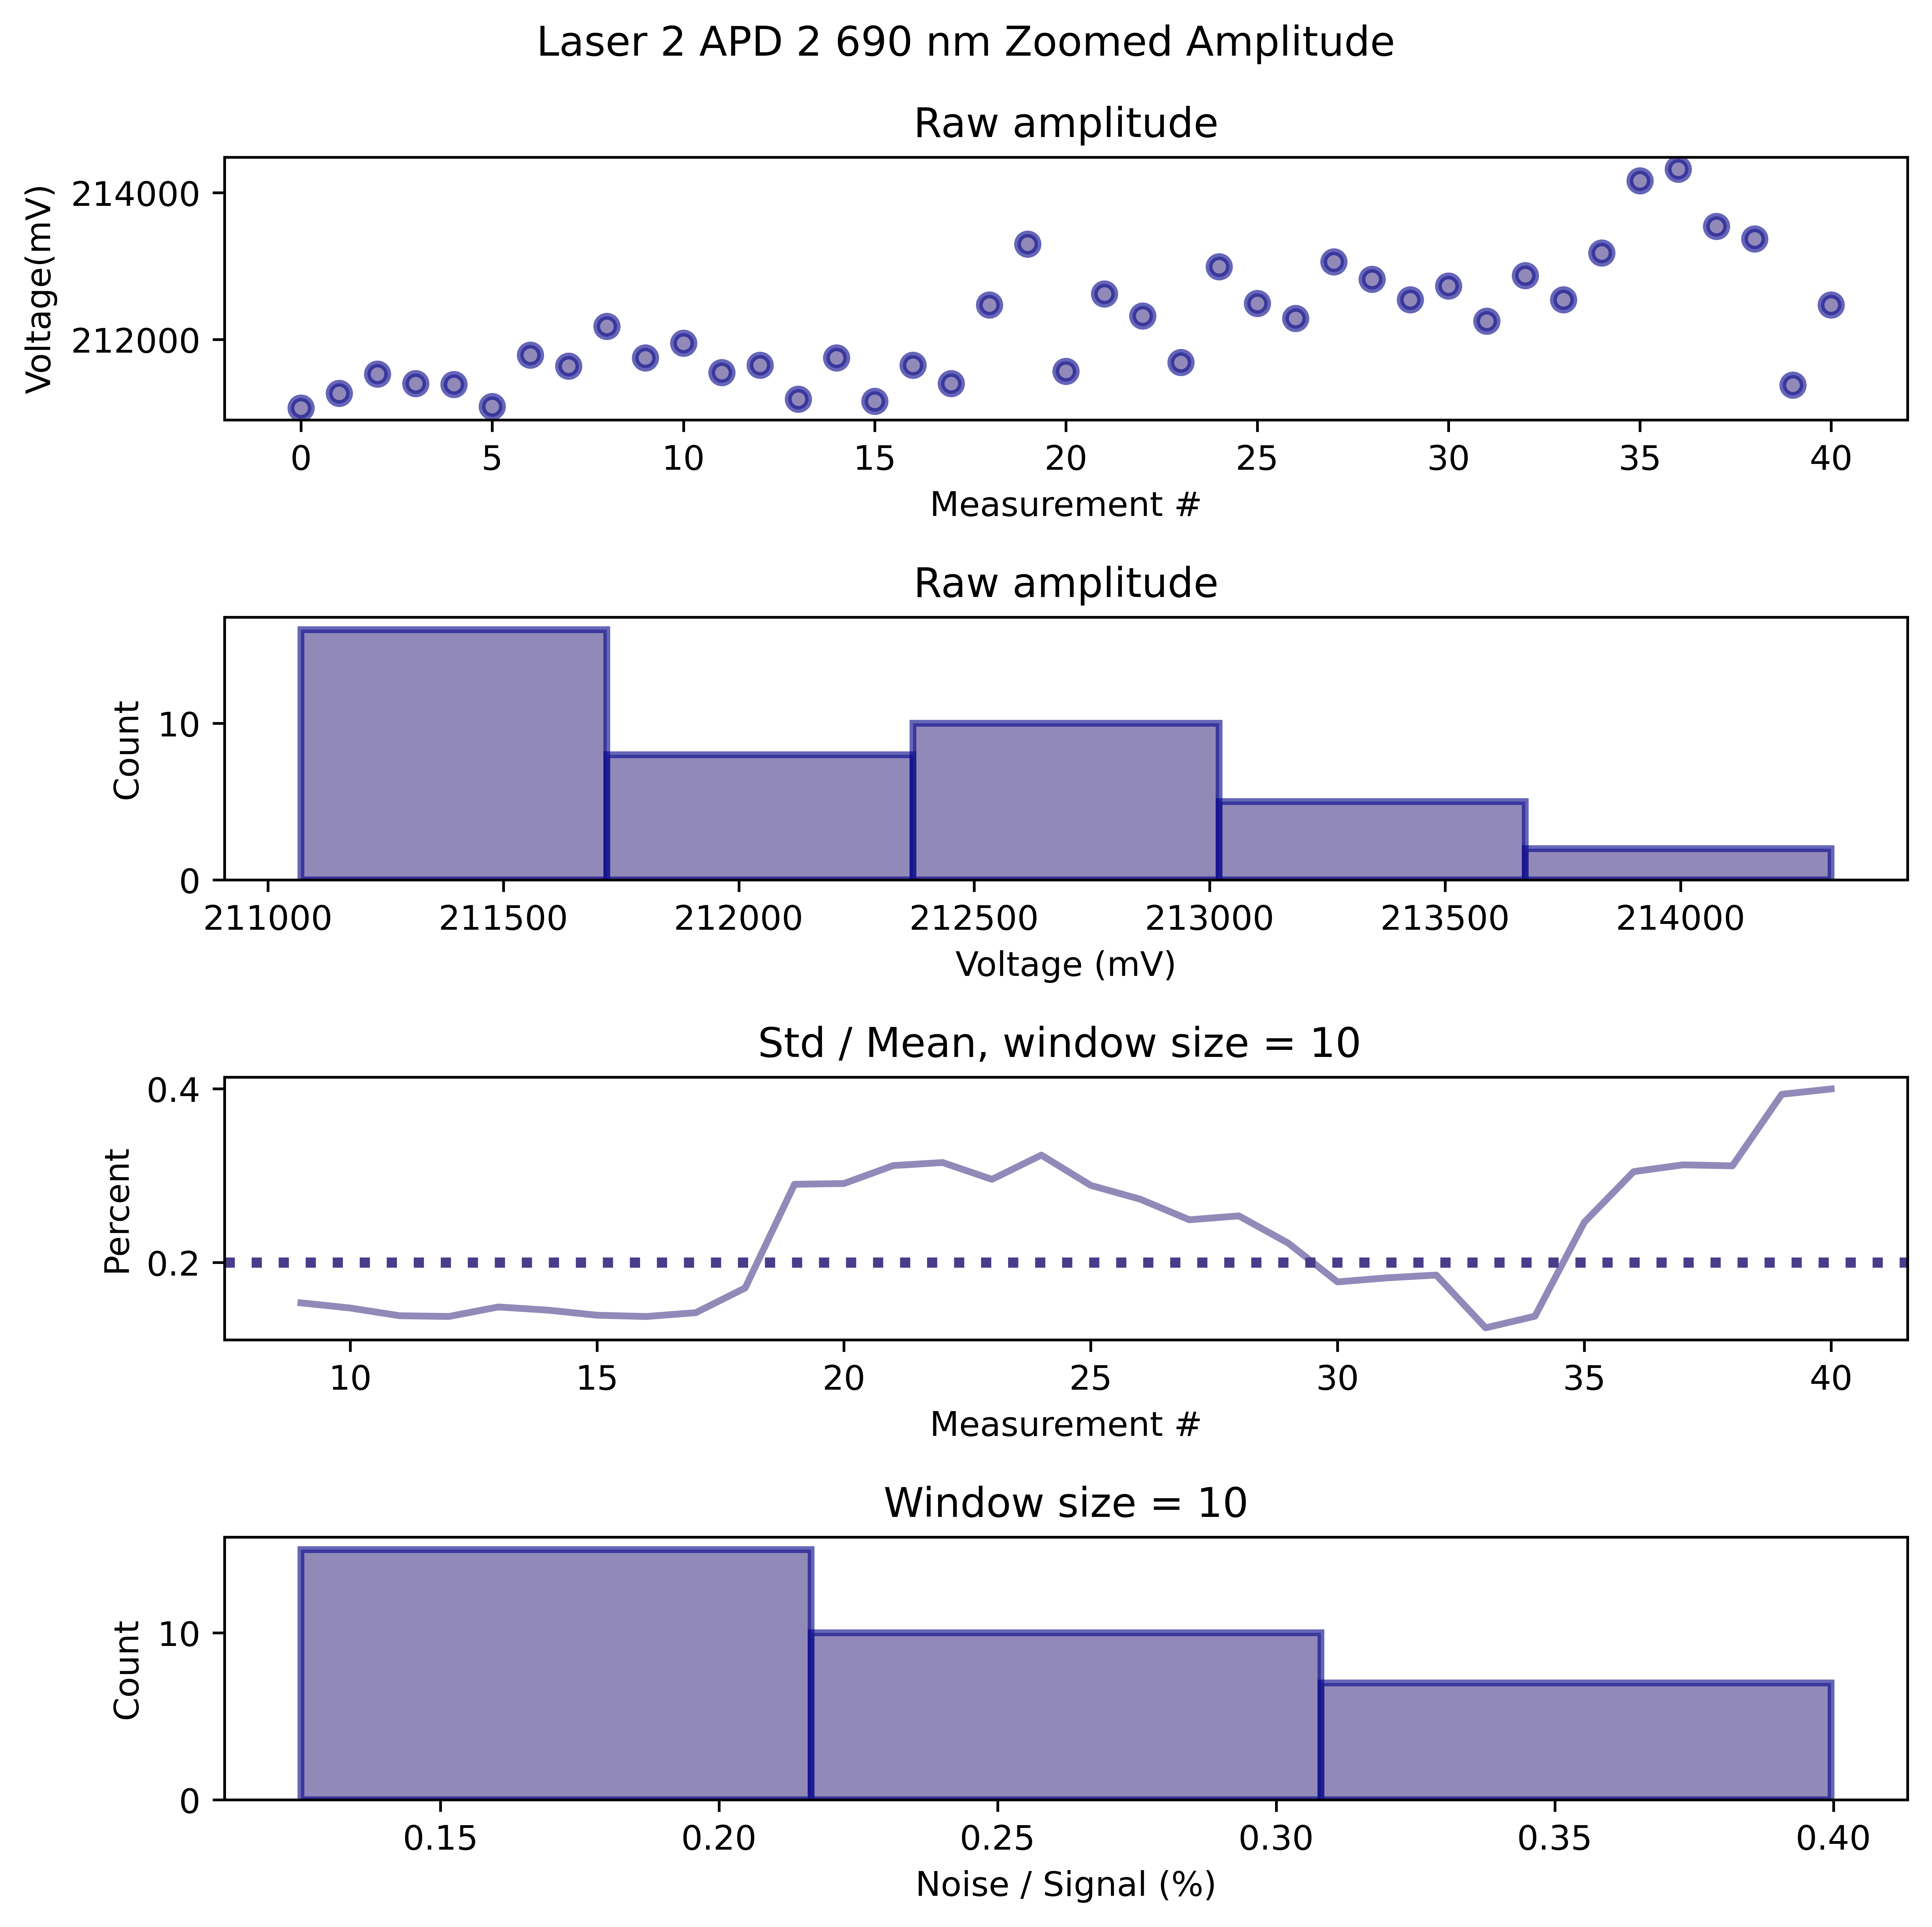 Laser 2 APD 2 690 nm Zoomed Amplitude
Raw amplitude
Voltage(mV)
214000
212000
0 5 10 15 20 25 30 35 40
Measurement #
Raw amplitude
Count
10
0
211000 211500 212000 212500 213000 213500 214000
Voltage (mV)
Std / Mean, window size = 10
Percent
0.4
0.2
10 15 20 25 30 35 40
Measurement #
Window size = 10
Count
10
0
0.15 0.20 0.25 0.30 0.35 0.40
Noise / Signal (%)